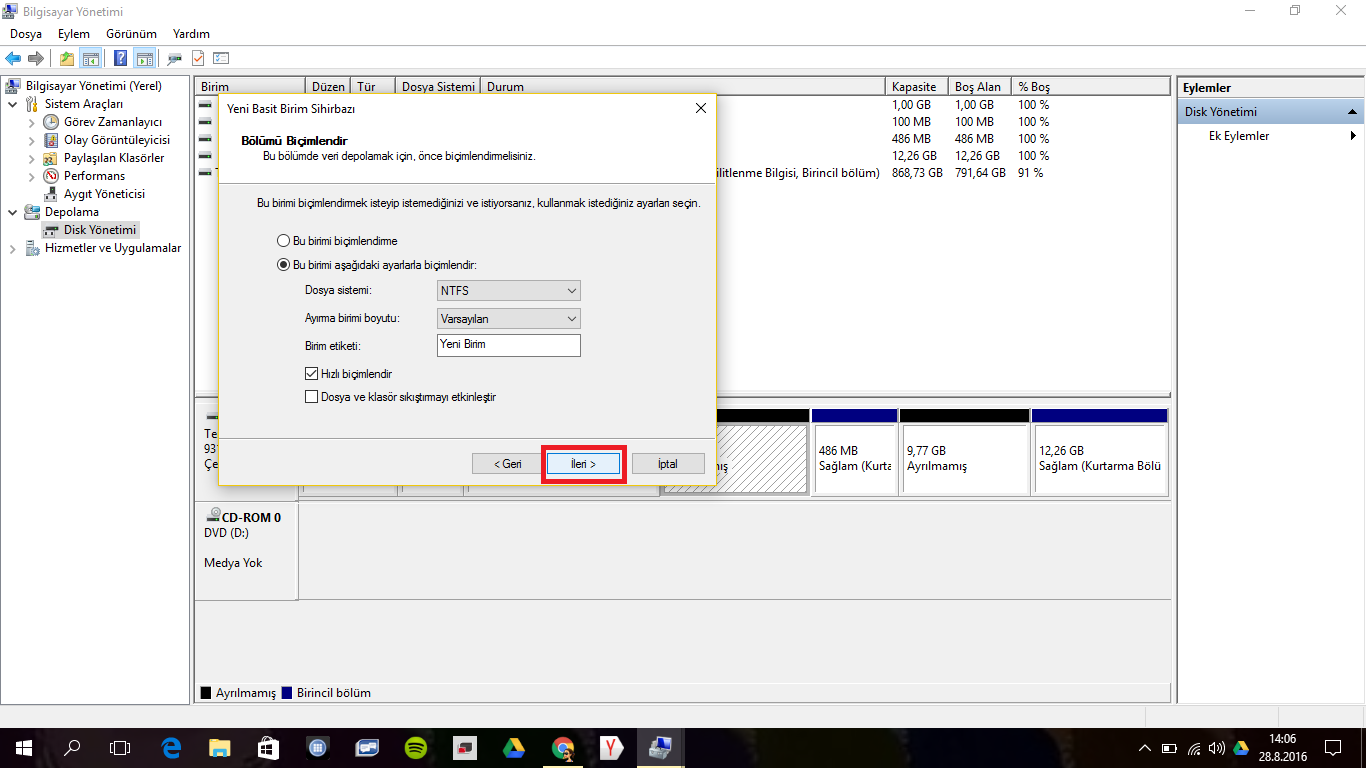 Bilgisayar Yönetimi
Dosya Eylem Görünüm Yardım
Bilgisayar Yönetimi (Yerel)
Sistem Araçları
Görev Zamanlayıcı
Olay Görüntüleyicisi
Paylaşılan Klasörler
Performans
Aygıt Yöneticisi
Depolama
Disk Yönetimi
Hizmetler ve Uygulamalar
Birim Düzen Tür Dosya Sistemi Durum Kapasite Boş Alan % Boş
1,00 GB 1,00 GB 100 %
100 MB 100 MB 100 %
486 MB 486 MB 100 %
12,26 GB 12,26 GB 100 %
ilitlenme Bilgisi, Birincil bölüm) 868,73 GB 791,64 GB 91 %
Yeni Basit Birim Sihirbazı
Bölümü Biçimlendir
Bu bölümde veri depolamak için, önce biçimlendirmelisiniz.
Bu birimi biçimlendirmek isteyip istemediğinizi ve istiyorsanız, kullanmak istediğiniz ayarları seçin.
Bu birimi biçimlendirme
Bu birimi aşağıdaki ayarlarla biçimlendir:
Dosya sistemi: NTFS
Ayırma birimi boyutu: Varsayılan
Birim etiketi: Yeni Birim
Hızlı biçimlendir
Dosya ve klasör sıkıştırmayı etkinleştir
< Geri İleri > İptal
Te
931
Çe
mış
486 MB
Sağlam (Kurta
9,77 GB
Ayrılmamış
12,26 GB
Sağlam (Kurtarma Bölü
CD-ROM 0
DVD (D:)
Medya Yok
Ayrılmamış Birincil bölüm
Eylemler
Disk Yönetimi
Ek Eylemler
14:06
28.8.2016